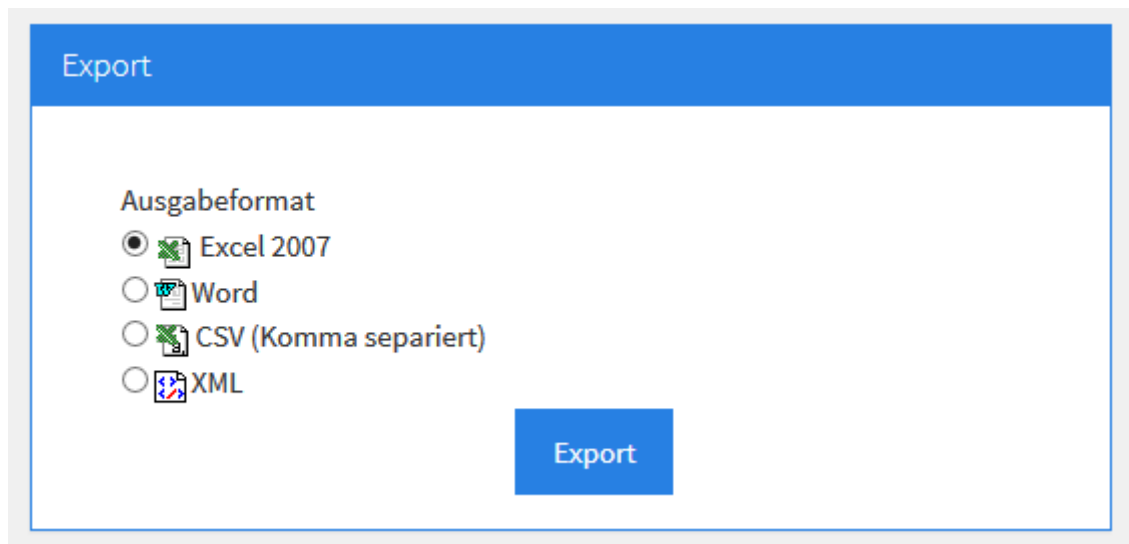 Export
Ausgabeformat
Excel 2007
Word
CSV (Komma separiert)
XML
Export